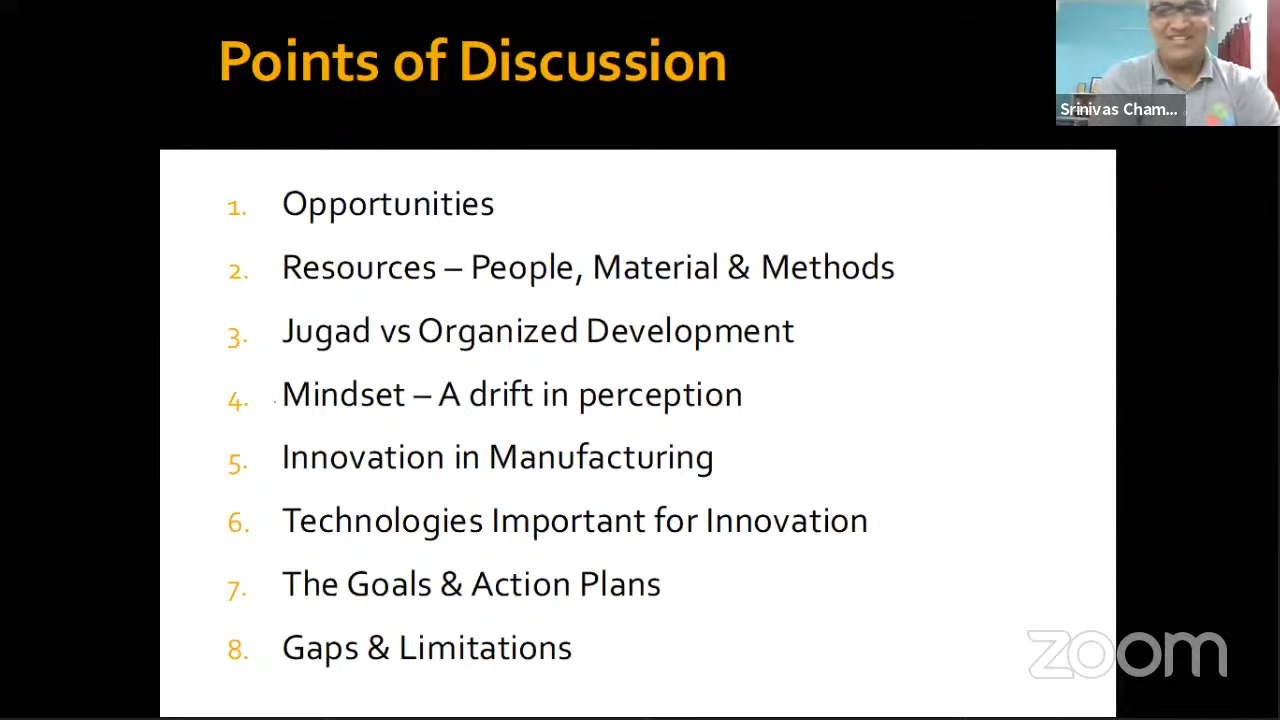 Points of Discussion
Srinivas Cham...
1. Opportunities
2. Resources – People, Material & Methods
3. Jugad vs Organized Development
4. Mindset – A drift in perception
5. Innovation in Manufacturing
6. Technologies Important for Innovation
7. The Goals & Action Plans
8. Gaps & Limitations
zoom